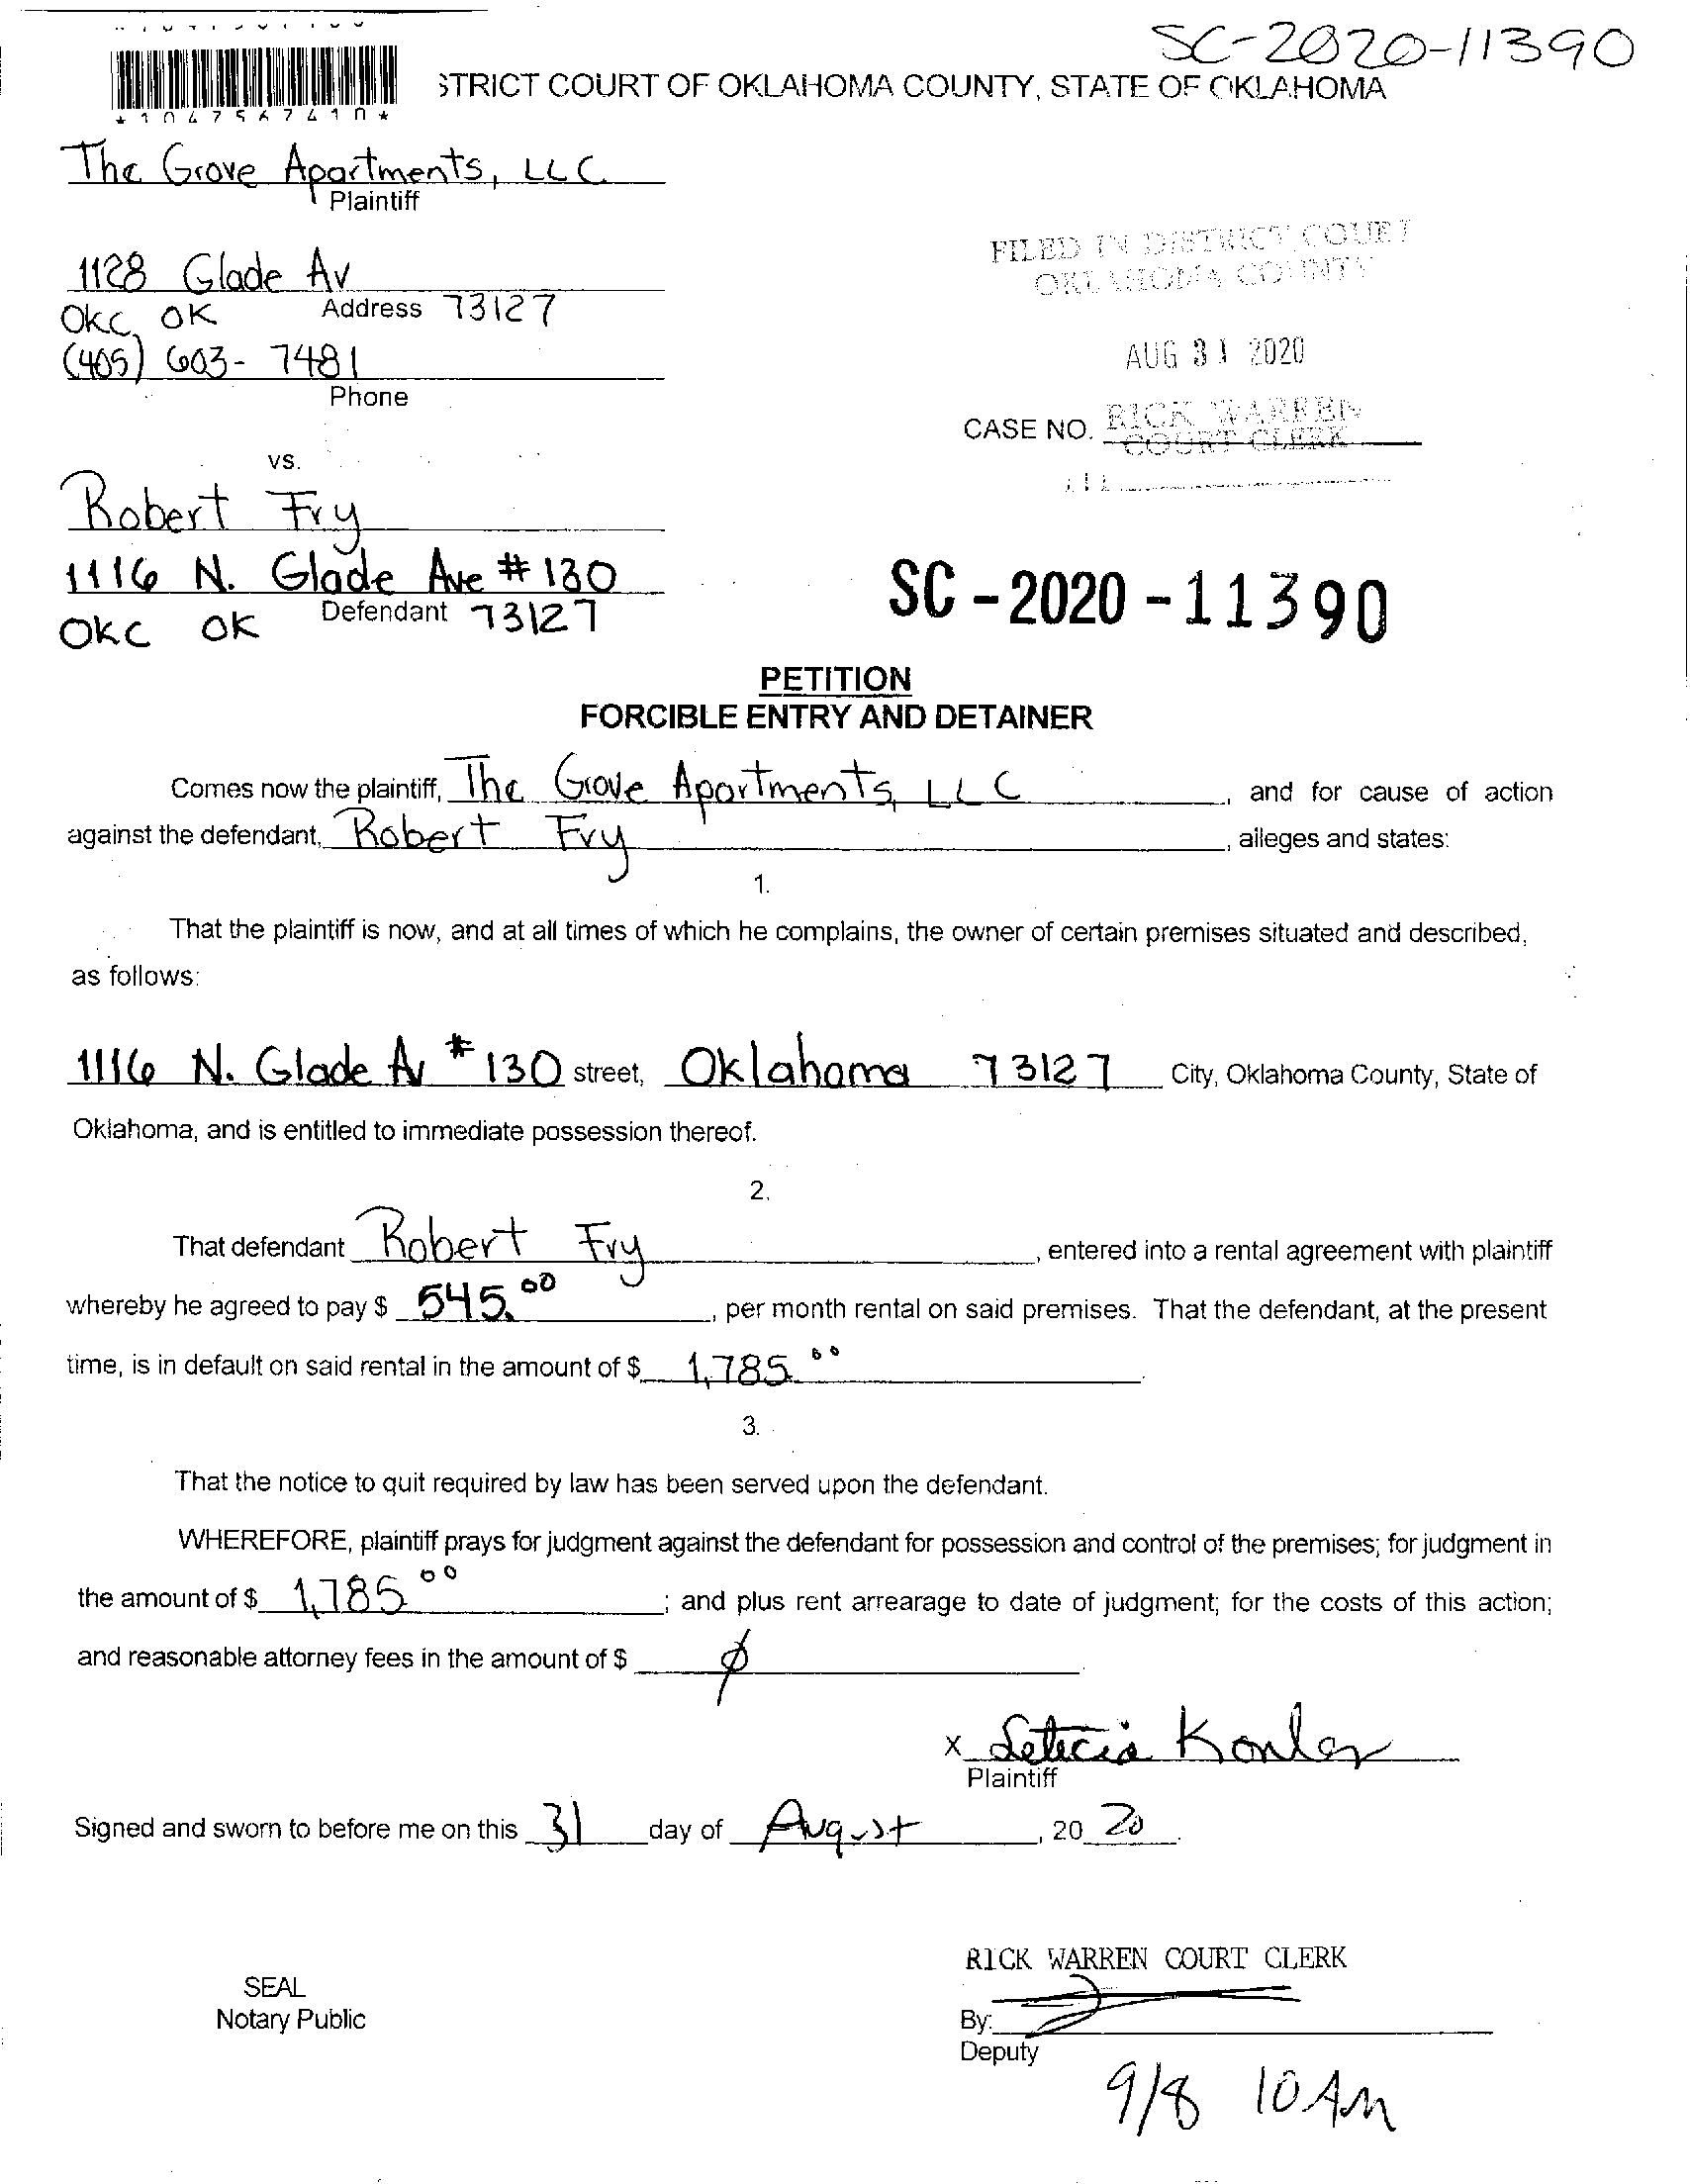 SC-2020-11390
STRICT COURT OF OKLAHOMA COUNTY, STATE OF OKLAHOMA
*1047567410*
The Grove Apartments, LLC
Plaintiff
FILED IN DISTRICT COURT
OKLAHOMA COUNTY
1128 Glade Av
Address 73127
OKC, OK
AUG 31 2020
(405) 603-7481
Phone
RICK WARREN
CASE NO.
COURT CLERK
vs.
Robert Fry
1116 N. Glade Ave # 130
Defendant 73127
OKC OK
SC-2020-11390
PETITION
FORCIBLE ENTRY AND DETAINER
Comes now the plaintiff, The Grove Apartments, LLC, and for cause of action
against the defendant, Robert Fry, alleges and states:
1.
That the plaintiff is now, and at all times of which he complains, the owner of certain premises situated and described,
as follows:
1116 N. Glade Av # 130 street, Oklahoma 73127 City, Oklahoma County, State of
Oklahoma, and is entitled to immediate possession thereof.
2.
That defendant Robert Fry, entered into a rental agreement with plaintiff
whereby he agreed to pay $ 545.00, per month rental on said premises. That the defendant, at the present
time, is in default on said rental in the amount of $ 1,785.00.
3.
That the notice to quit required by law has been served upon the defendant.
WHEREFORE, plaintiff prays for judgment against the defendant for possession and control of the premises; for judgment in
the amount of $ 1,785.00; and plus rent arrearage to date of judgment; for the costs of this action;
and reasonable attorney fees in the amount of $ ø.
x Leticia
Plaintiff
Signed and sworn to before me on this 31 day of August, 2020.
RICK WARREN COURT CLERK
SEAL
Notary Public
By:
Deputy
9/8 10 AM